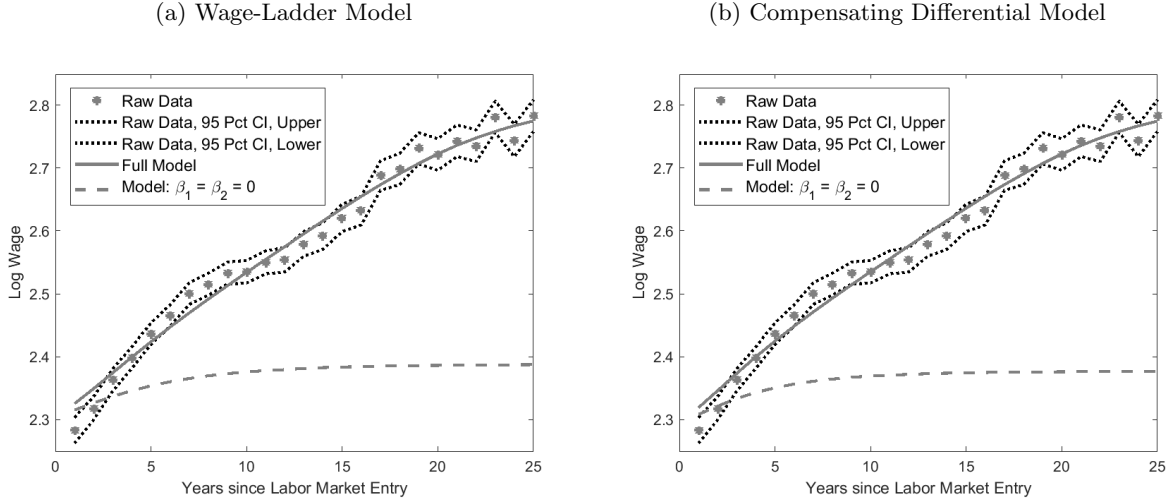 (a) Wage-Ladder Model
2.8
2.7
2.6
2.5
2.4
2.3
0
5
10
15
20
25
Log Wage
Years since Labor Market Entry
Raw Data
Raw Data, 95 Pct CI, Upper
Raw Data, 95 Pct CI, Lower
Full Model
Model: β₁ = β₂ = 0
(b) Compensating Differential Model
2.8
2.7
2.6
2.5
2.4
2.3
0
5
10
15
20
25
Log Wage
Years since Labor Market Entry
Raw Data
Raw Data, 95 Pct CI, Upper
Raw Data, 95 Pct CI, Lower
Full Model
Model: β₁ = β₂ = 0